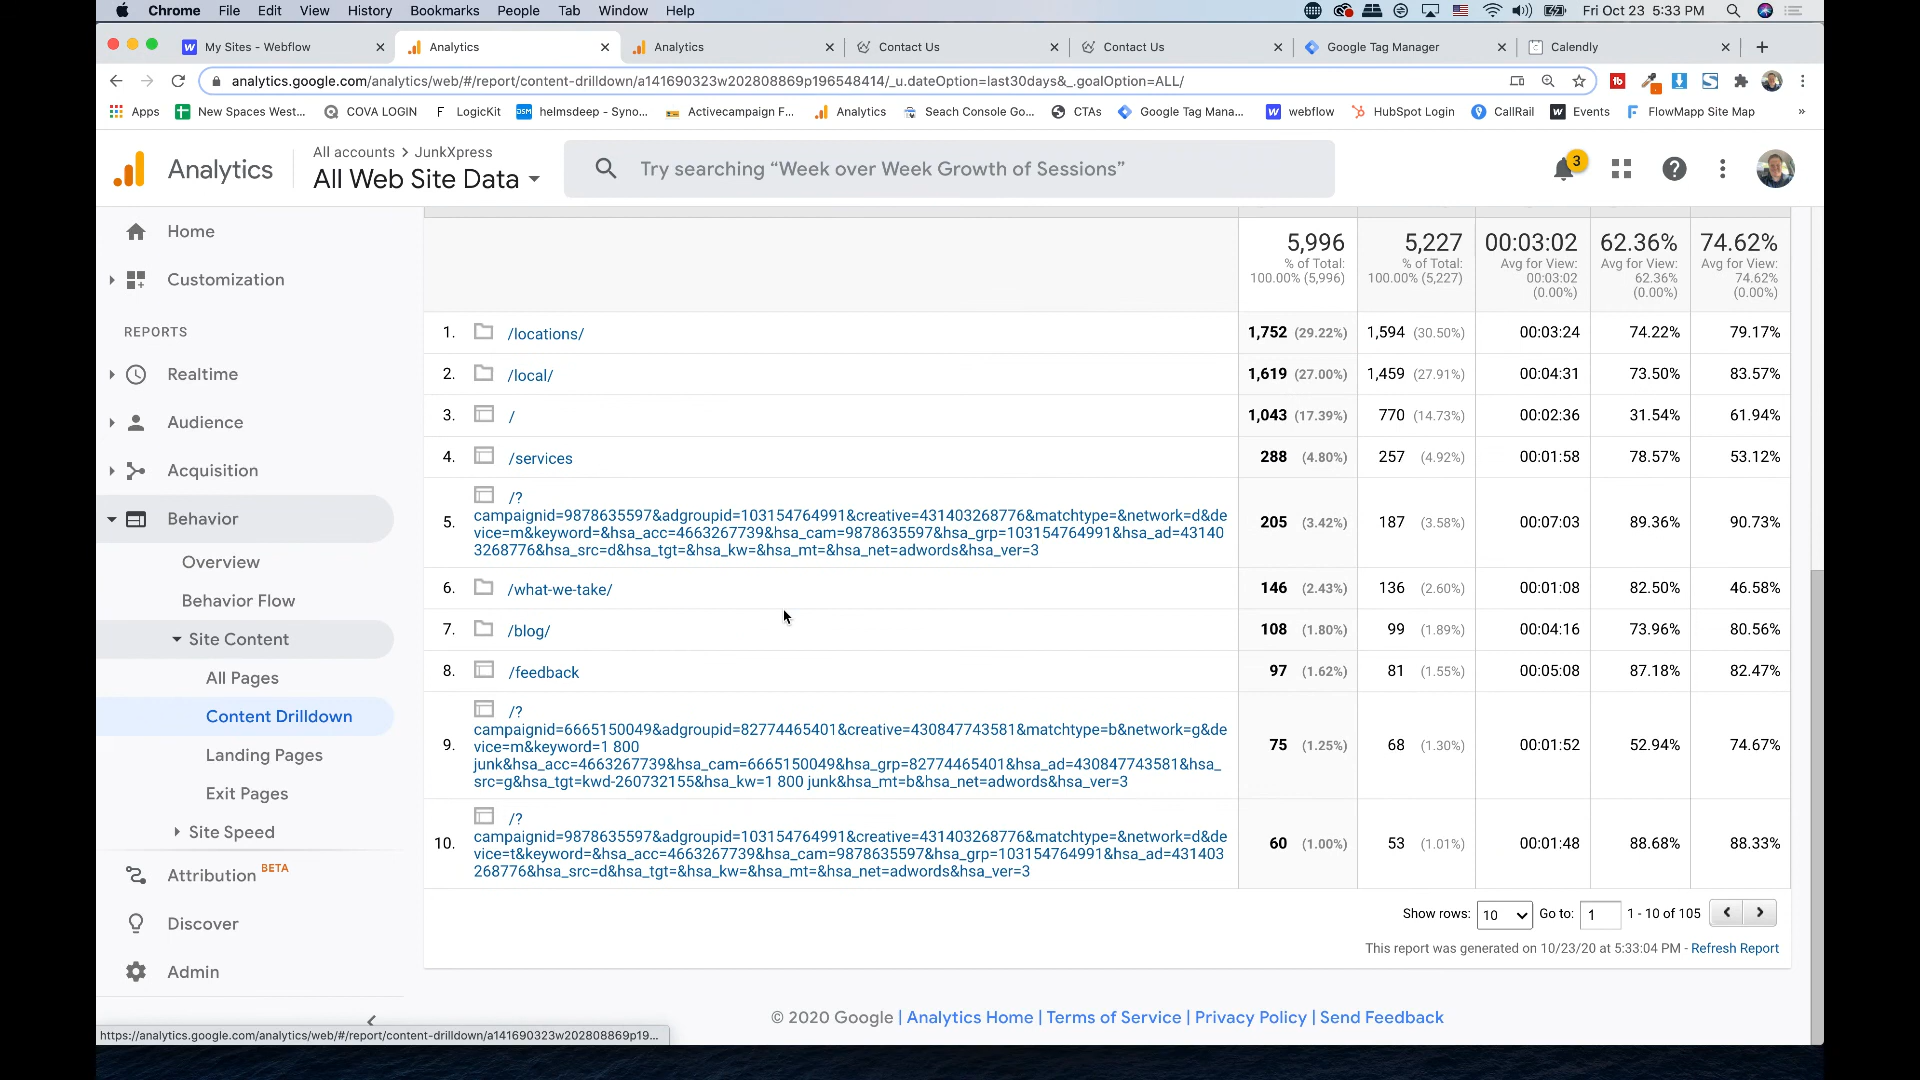 Chrome File Edit View History Bookmarks People Tab Window Help Fri Oct 23 5:33 PM
My Sites - Webflow Analytics Analytics Contact Us Contact Us Google Tag Manager Calendly
analytics.google.com/analytics/web/#/report/content-drilldown/a141690323w202808869p196548414/_u.dateOption=last30days&_.goalOption=ALL/
Apps New Spaces West... COVA LOGIN LogicKit helmsdeep - Syno... Activecampaign F... Analytics Seach Console Go... CTAs Google Tag Mana... webflow HubSpot Login CallRail Events FlowMapp Site Map »
Analytics
All accounts > JunkXpress
All Web Site Data
Try searching “Week over Week Growth of Sessions”
3
Home
Customization
REPORTS
Realtime
Audience
Acquisition
Behavior
Overview
Behavior Flow
Site Content
All Pages
Content Drilldown
Landing Pages
Exit Pages
Site Speed
Attribution BETA
Discover
Admin
5,996 5,227 00:03:02 62.36% 74.62%
% of Total: % of Total: Avg for View: Avg for View: Avg for View:
100.00% (5,996) 100.00% (5,227) 00:03:02 62.36% 74.62%
(0.00%) (0.00%) (0.00%)
1. /locations/ 1,752 (29.22%) 1,594 (30.50%) 00:03:24 74.22% 79.17%
2. /local/ 1,619 (27.00%) 1,459 (27.91%) 00:04:31 73.50% 83.57%
3. / 1,043 (17.39%) 770 (14.73%) 00:02:36 31.54% 61.94%
4. /services 288 (4.80%) 257 (4.92%) 00:01:58 78.57% 53.12%
/?
campaignid=9878635597&adgroupid=103154764991&creative=431403268776&matchtype=&network=d&de
5. vice=m&keyword=&hsa_acc=4663267739&hsa_cam=9878635597&hsa_grp=103154764991&hsa_ad=43140 205 (3.42%) 187 (3.58%) 00:07:03 89.36% 90.73%
3268776&hsa_src=d&hsa_tgt=&hsa_kw=&hsa_mt=&hsa_net=adwords&hsa_ver=3
6. /what-we-take/ 146 (2.43%) 136 (2.60%) 00:01:08 82.50% 46.58%
7. /blog/ 108 (1.80%) 99 (1.89%) 00:04:16 73.96% 80.56%
8. /feedback 97 (1.62%) 81 (1.55%) 00:05:08 87.18% 82.47%
/?
campaignid=6665150049&adgroupid=82774465401&creative=430847743581&matchtype=b&network=g&de
9. vice=m&keyword=1 800 75 (1.25%) 68 (1.30%) 00:01:52 52.94% 74.67%
junk&hsa_acc=4663267739&hsa_cam=6665150049&hsa_grp=82774465401&hsa_ad=430847743581&hsa_
src=g&hsa_tgt=kwd-260732155&hsa_kw=1 800 junk&hsa_mt=b&hsa_net=adwords&hsa_ver=3
/?
campaignid=9878635597&adgroupid=103154764991&creative=431403268776&matchtype=&network=d&de
10. vice=t&keyword=&hsa_acc=4663267739&hsa_cam=9878635597&hsa_grp=103154764991&hsa_ad=431403 60 (1.00%) 53 (1.01%) 00:01:48 88.68% 88.33%
268776&hsa_src=d&hsa_tgt=&hsa_kw=&hsa_mt=&hsa_net=adwords&hsa_ver=3
Show rows: 10 Go to: 1 1 - 10 of 105
This report was generated on 10/23/20 at 5:33:04 PM - Refresh Report
© 2020 Google | Analytics Home | Terms of Service | Privacy Policy | Send Feedback
https://analytics.google.com/analytics/web/#/report/content-drilldown/a141690323w202808869p19...